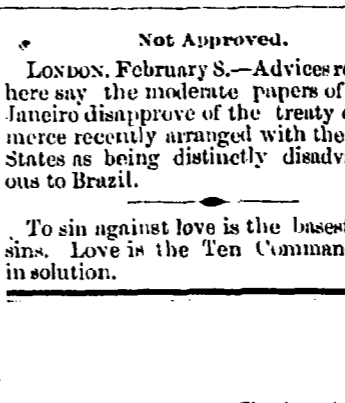 Not Approved.
LONDON. February 8.—Advices re
here say the moderate papers of
Janeiro disapprove of the treaty
merce recently arranged with the
States as being distinctly disadv
ous to Brazil.
To sin against love is the basest
sins. Love is the Ten Comman
in solution.